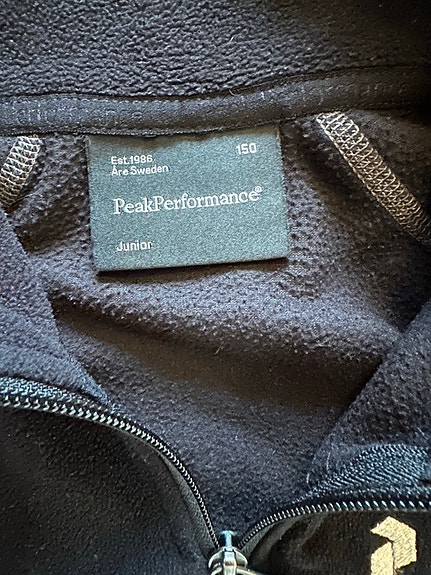 Est.1986 150
Åre Sweden
PeakPerformance®
Junior